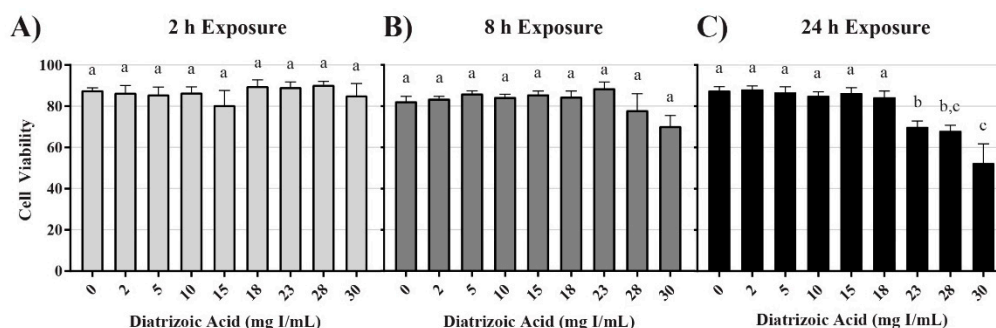 A) 2 h Exposure
B) 8 h Exposure
C) 24 h Exposure
Cell Viability
100
80
60
40
20
0
a a a a a a a a a
a a a a a a a a a
a a a a a a b b,c c
0 2 5 10 15 18 23 28 30
0 2 5 10 15 18 23 28 30
0 2 5 10 15 18 23 28 30
Diatrizoic Acid (mg I/mL)
Diatrizoic Acid (mg I/mL)
Diatrizoic Acid (mg I/mL)